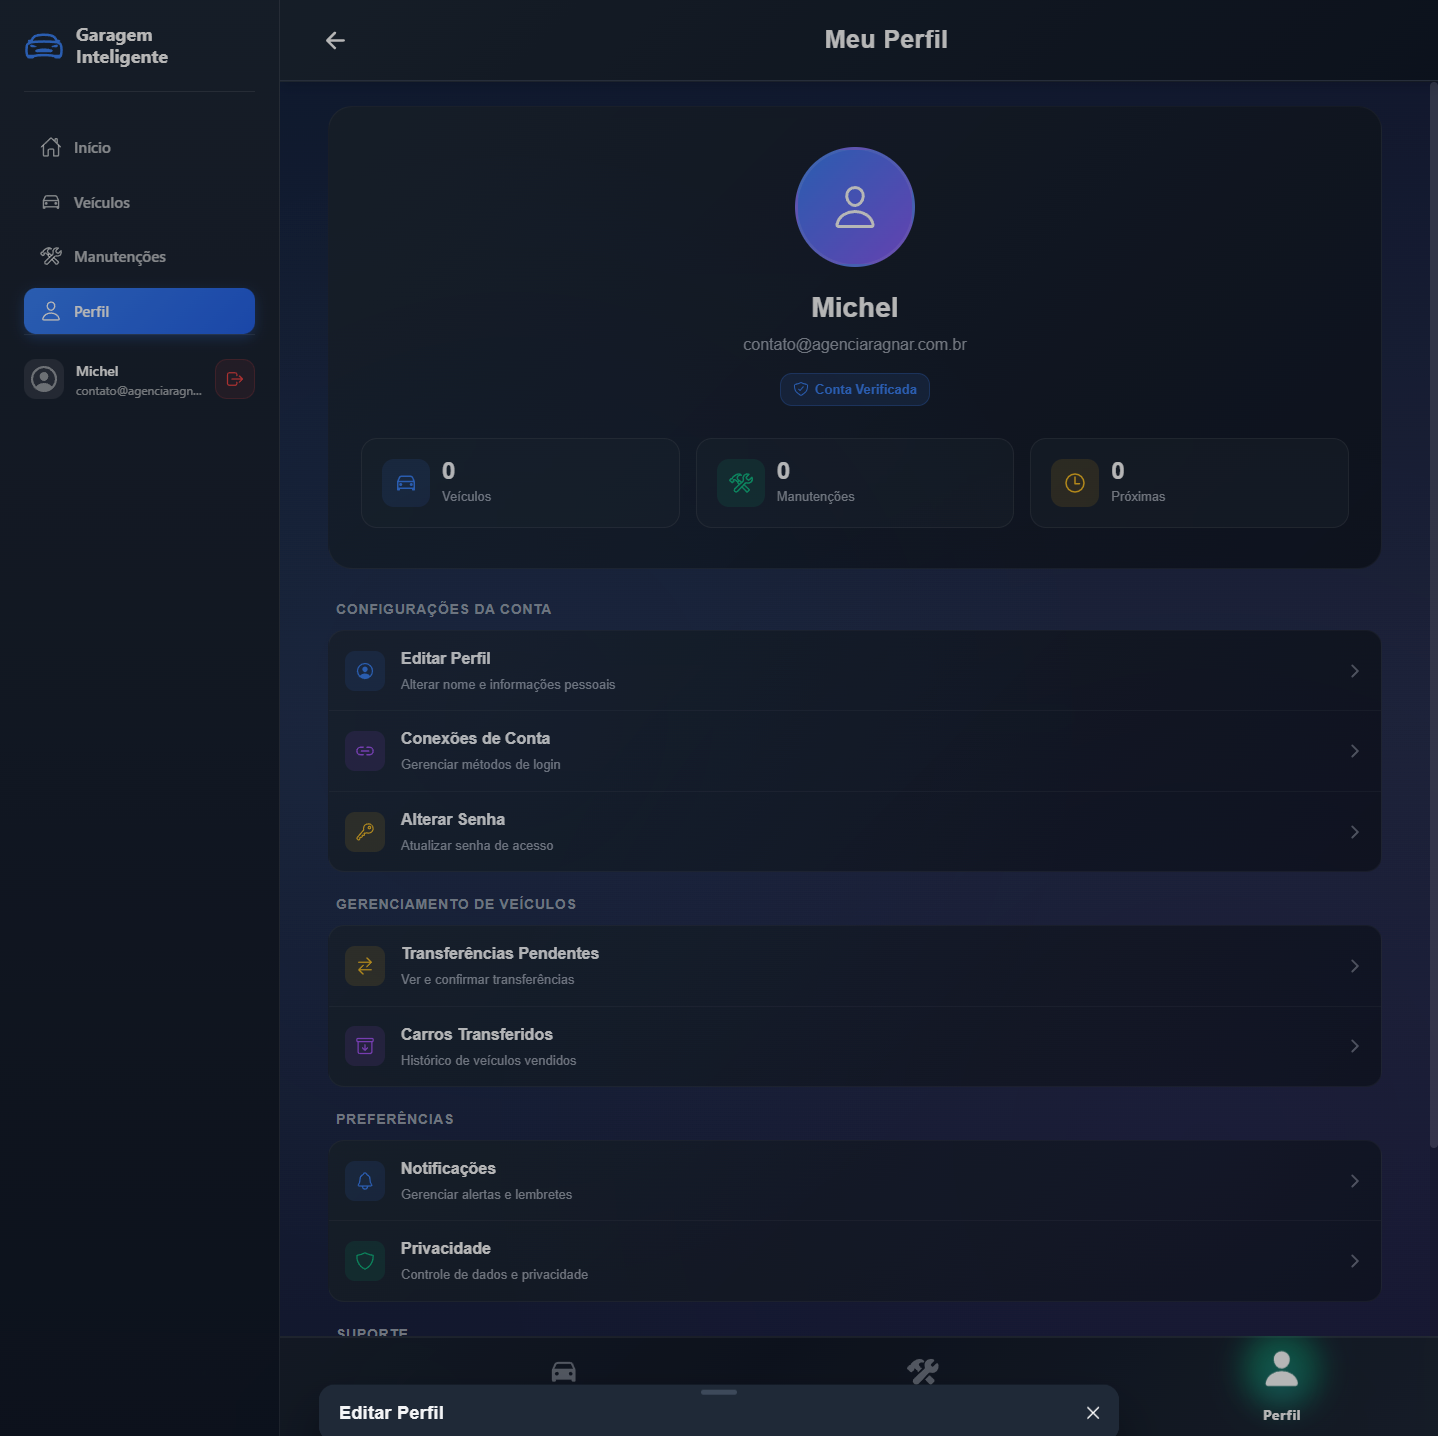 Garagem
Inteligente
Início
Veículos
Manutenções
Perfil
Michel
contato@agenciaragn...
Meu Perfil
Michel
contato@agenciaragnar.com.br
Conta Verificada
0
Veículos
0
Manutenções
0
Próximas
CONFIGURAÇÕES DA CONTA
Editar Perfil
Alterar nome e informações pessoais
Conexões de Conta
Gerenciar métodos de login
Alterar Senha
Atualizar senha de acesso
GERENCIAMENTO DE VEÍCULOS
Transferências Pendentes
Ver e confirmar transferências
Carros Transferidos
Histórico de veículos vendidos
PREFERÊNCIAS
Notificações
Gerenciar alertas e lembretes
Privacidade
Controle de dados e privacidade
SUPORTE
Perfil
Editar Perfil